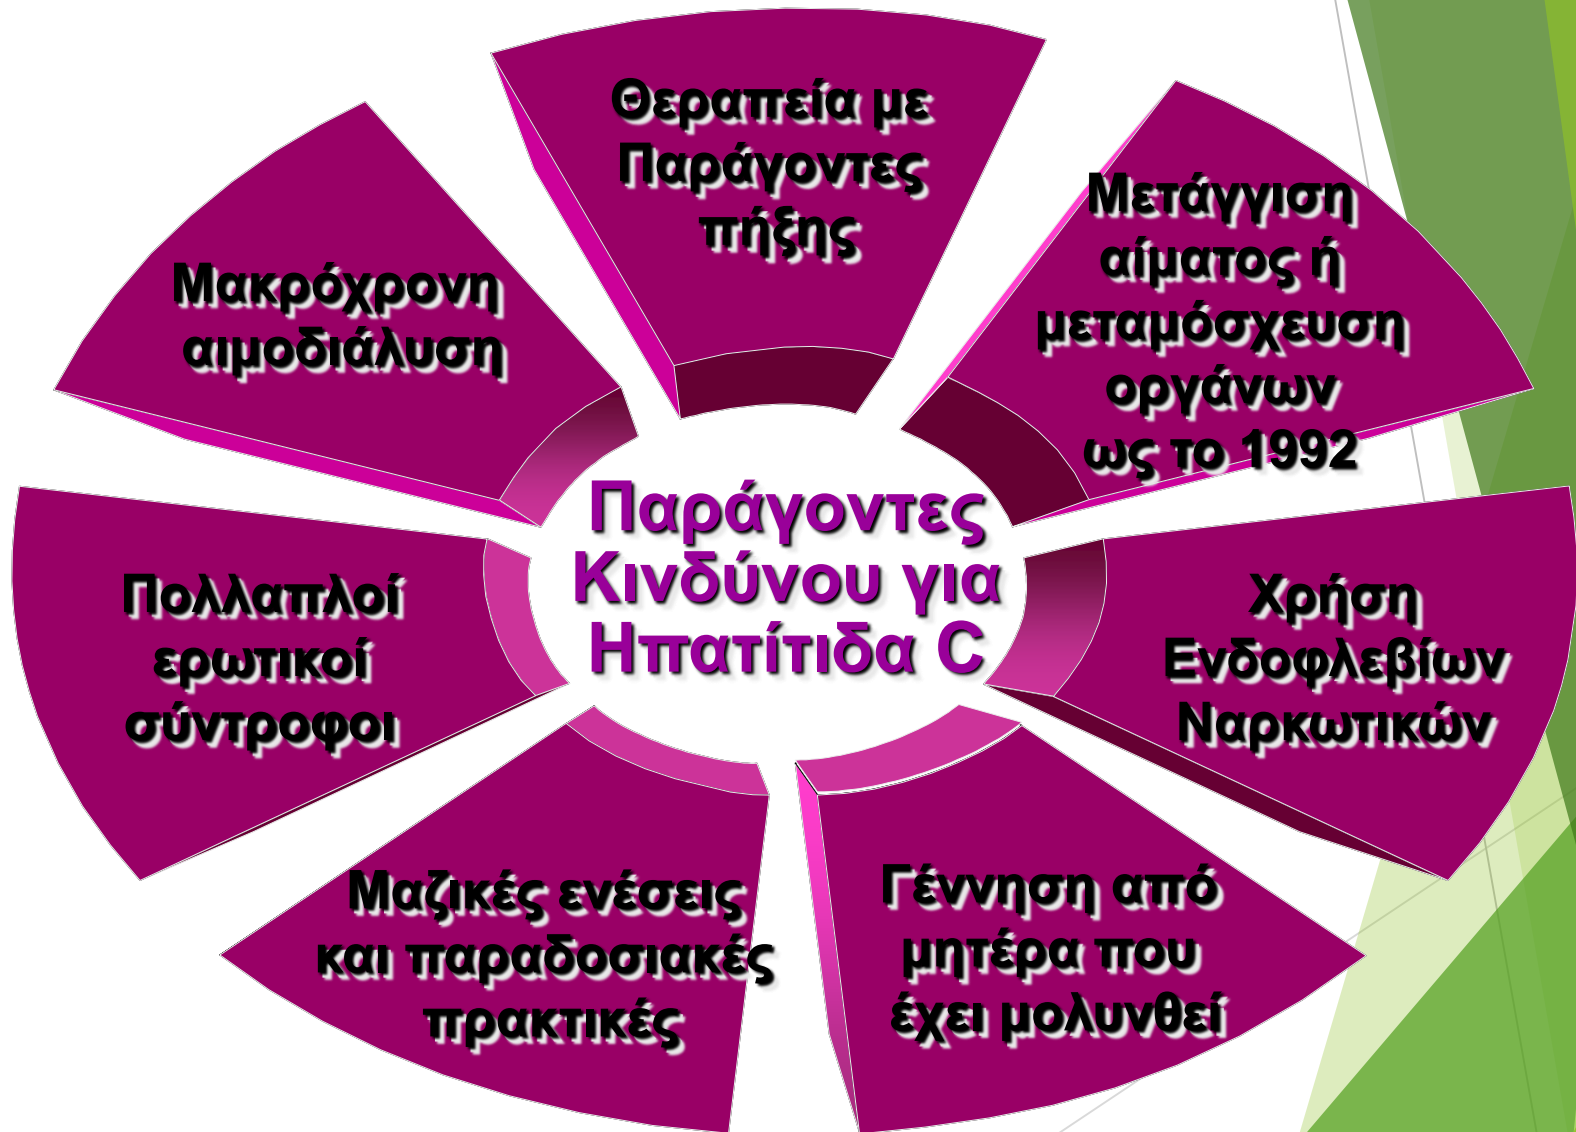 Θεραπεία με
Παράγοντες
πήξης
Μετάγγιση
αίματος ή
μεταμόσχευση
οργάνων
ως το 1992
Χρήση
Ενδοφλεβίων
Ναρκωτικών
Γέννηση από
μητέρα που
έχει μολυνθεί
Μαζικές ενέσεις
και παραδοσιακές
πρακτικές
Πολλαπλοί
ερωτικοί
σύντροφοι
Μακρόχρονη
αιμοδιάλυση
Παράγοντες
Κινδύνου για
Ηπατίτιδα C